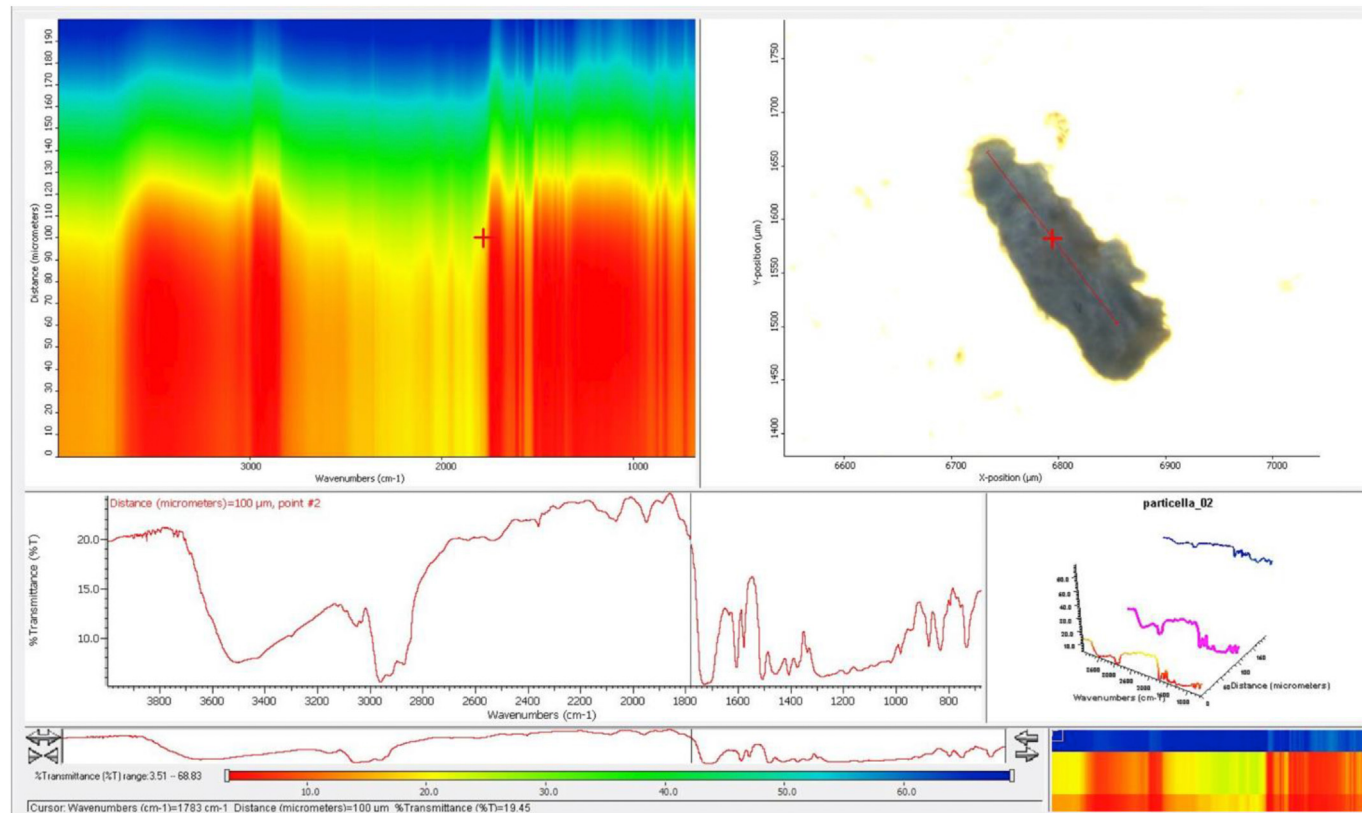 190
180
170
160
150
140
130
120
110
100
90
80
70
60
50
40
30
20
10
0
Distance (micrometers)
3000 2000 1000
Wavenumbers (cm-1)
1750
1700
1650
1600
1550
1500
1450
1400
Y-position (µm)
6600 6700 6800 6900 7000
X-position (µm)
Distance (micrometers)=100 µm, point #2
20.0
15.0
10.0
%Transmittance (%T)
3800 3600 3400 3200 3000 2800 2600 2400 2200 2000 1800 1600 1400 1200 1000 800
Wavenumbers (cm-1)
particella_02
Wavenumbers (cm-1)
Distance (micrometers)
%Transmittance (%T) range:3.51 -- 68.83
10.0 20.0 30.0 40.0 50.0 60.0
Cursor: Wavenumbers (cm-1)=1783 cm-1 Distance (micrometers)=100 um %Transmittance (%T)=19.45